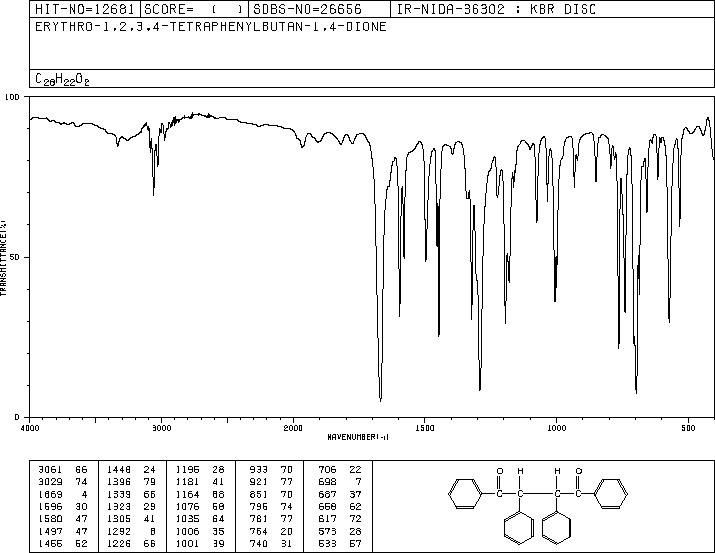 HIT-NO=12681 SCORE= ( ) SDBS-NO=26656 IR-NIDA-36302 : KBR DISC
ERYTHRO-1,2,3,4-TETRAPHENYLBUTAN-1,4-DIONE
C28H22O2
100
50
0
TRANSMITTANCE(%)
4000 3000 2000 1500 1000 500
WAVENUMBER(-1)
3061 66 1448 24 1195 28 933 70 706 22
3029 74 1396 79 1181 41 921 77 698 7
1669 4 1339 66 1164 68 851 70 687 37
1596 30 1323 29 1076 58 795 74 658 62
1580 47 1305 41 1035 64 781 77 617 72
1497 47 1292 8 1006 35 764 20 573 28
1455 52 1226 66 1001 39 740 31 533 57
O H H O
C C C C